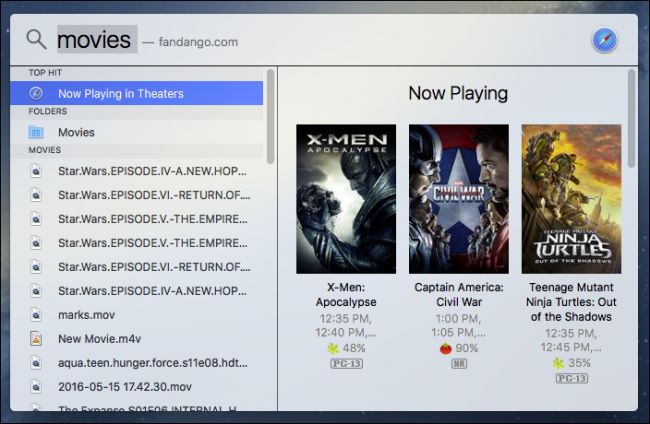 movies — fandango.com
TOP HIT
Now Playing in Theaters
FOLDERS
Movies
MOVIES
Star.Wars.EPISODE.IV-A.NEW.HOP...
Star.Wars.EPISODE.VI.-RETURN.OF...
Star.Wars.EPISODE.V.-THE.EMPIRE...
Star.Wars.EPISODE.V.-THE.EMPIRE...
Star.Wars.EPISODE.VI.-RETURN.OF...
Star.Wars.EPISODE.IV-A.NEW.HOP...
marks.mov
New Movie.m4v
aqua.teen.hunger.force.s11e08.hdt...
2016-05-15 17.42.30.mov
The Expanse S01E06 INTERNAL H
Now Playing
X-MEN
APOCALYPSE
X-Men:
Apocalypse
12:35 PM,
12:40 PM,...
48%
PG-13
MARVEL
CAPTAIN AMERICA
CIVIL WAR
Captain America:
Civil War
1:00 PM,
1:05 PM,...
90%
NR
TEENAGE MUTANT
NINJA
TURTLES
OUT OF THE SHADOWS
Teenage Mutant
Ninja Turtles: Out
of the Shadows
12:35 PM,
12:45 PM,...
35%
PG-13